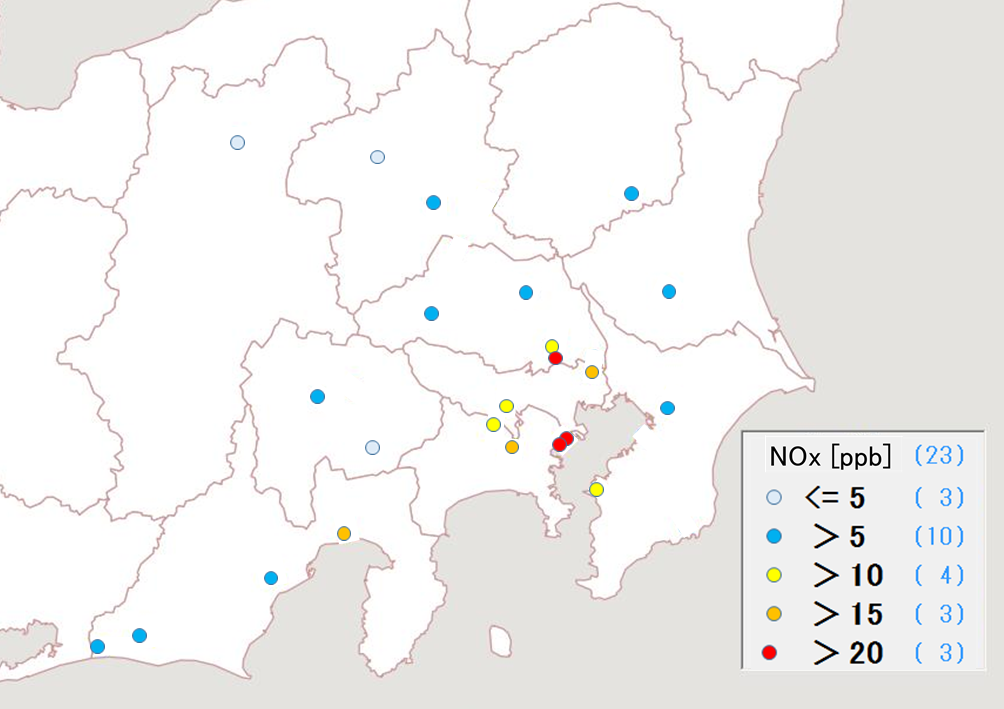 NOx [ppb] (23)
<= 5 ( 3)
＞ 5 (10)
＞ 10 ( 4)
＞ 15 ( 3)
＞ 20 ( 3)